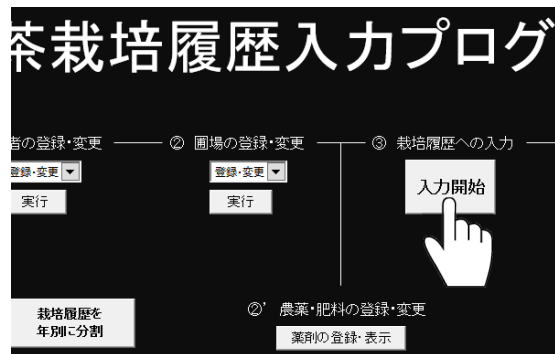 茶栽培履歴入力プログ
者の登録・変更
② 圃場の登録・変更
③ 栽培履歴への入力
登録・変更
登録・変更
入力開始
実行
実行
栽培履歴を
年別に分割
②’ 農薬・肥料の登録・変更
薬剤の登録・表示